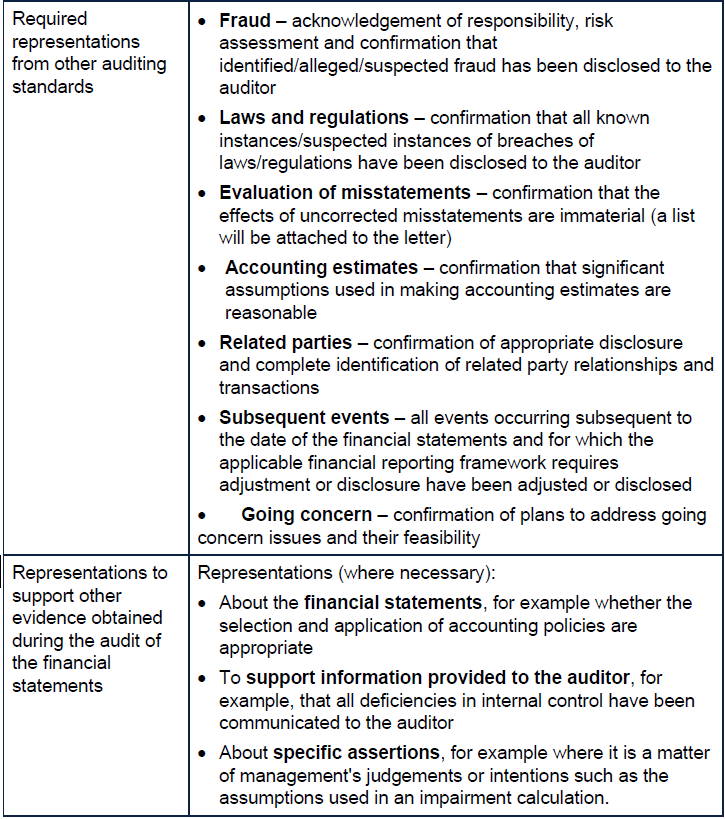 Required
representations
from other auditing
standards
• Fraud – acknowledgement of responsibility, risk
assessment and confirmation that
identified/alleged/suspected fraud has been disclosed to the
auditor
• Laws and regulations – confirmation that all known
instances/suspected instances of breaches of
laws/regulations have been disclosed to the auditor
• Evaluation of misstatements – confirmation that the
effects of uncorrected misstatements are immaterial (a list
will be attached to the letter)
• Accounting estimates – confirmation that significant
assumptions used in making accounting estimates are
reasonable
• Related parties – confirmation of appropriate disclosure
and complete identification of related party relationships and
transactions
• Subsequent events – all events occurring subsequent to
the date of the financial statements and for which the
applicable financial reporting framework requires
adjustment or disclosure have been adjusted or disclosed
• Going concern – confirmation of plans to address going
concern issues and their feasibility
Representations to
support other
evidence obtained
during the audit of
the financial
statements
Representations (where necessary):
• About the financial statements, for example whether the
selection and application of accounting policies are
appropriate
• To support information provided to the auditor, for
example, that all deficiencies in internal control have been
communicated to the auditor
• About specific assertions, for example where it is a matter
of management's judgements or intentions such as the
assumptions used in an impairment calculation.